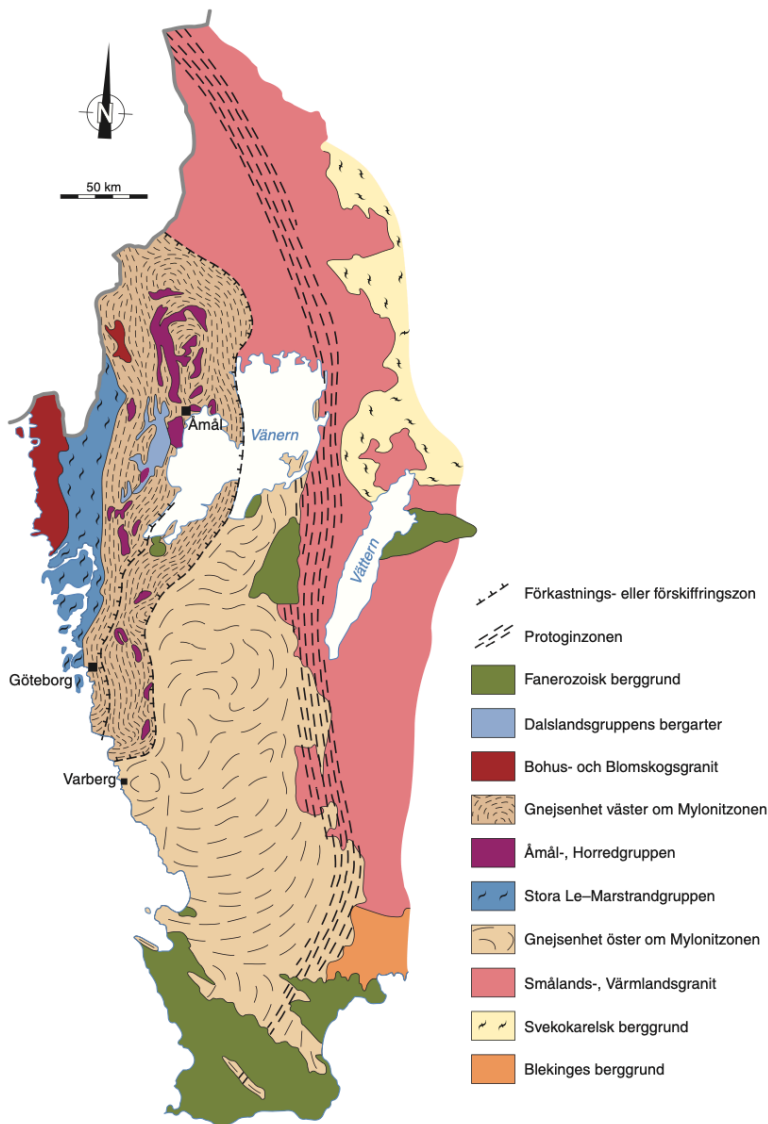 N
50 km
Åmål
Vänern
Vättern
Göteborg
Varberg
Förkastnings- eller förskiffringszon
Protoginzonen
Fanerozoisk berggrund
Dalslandsgruppens bergarter
Bohus- och Blomskogsgranit
Gnejsenhet väster om Mylonitzonen
Åmål-, Horredgruppen
Stora Le–Marstrandgruppen
Gnejsenhet öster om Mylonitzonen
Smålands-, Värmlandsgranit
Svekokarelsk berggrund
Blekinges berggrund